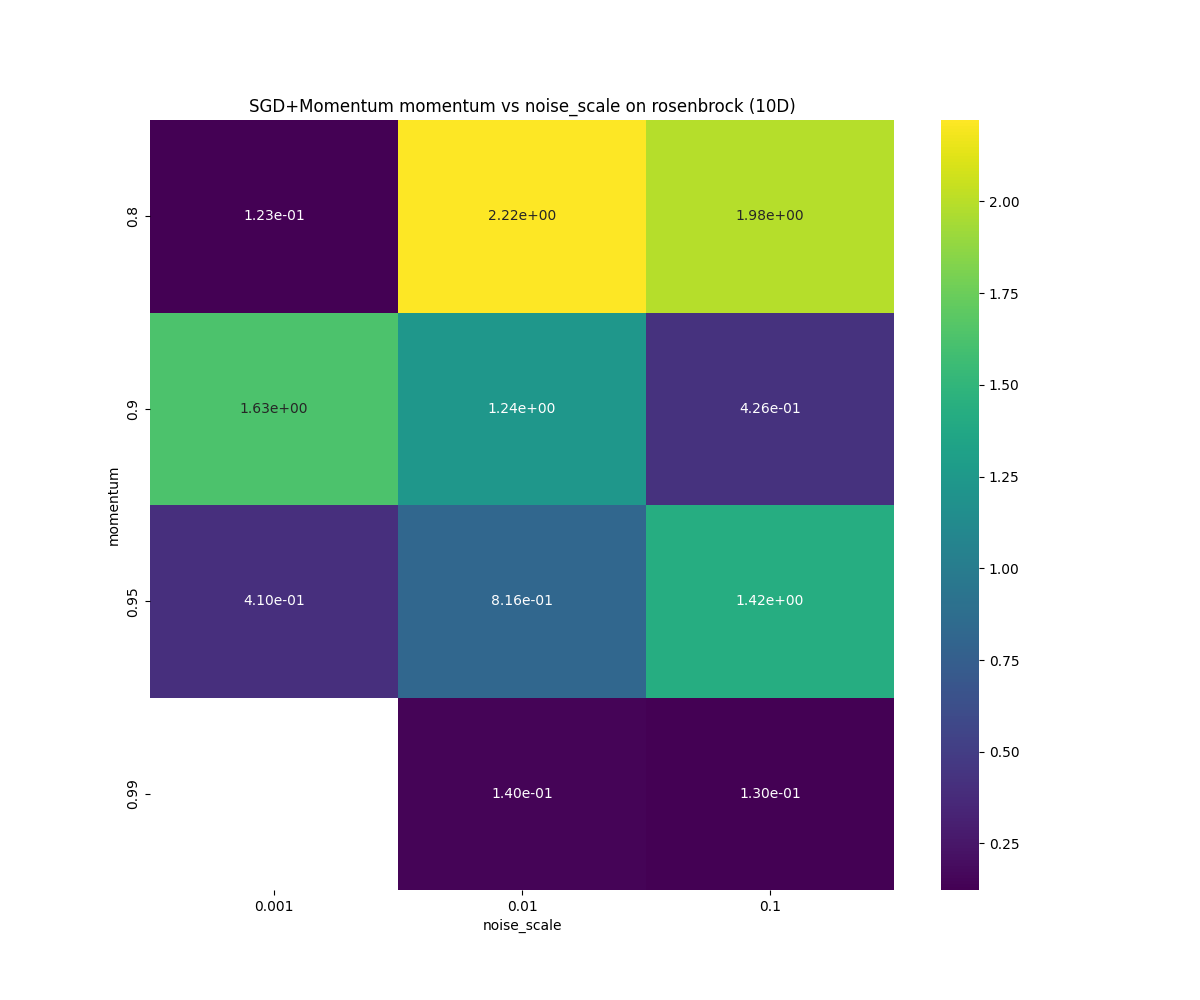 SGD+Momentum momentum vs noise_scale on rosenbrock (10D)
momentum
0.8
1.23e-01
2.22e+00
1.98e+00
0.9
1.63e+00
1.24e+00
4.26e-01
0.95
4.10e-01
8.16e-01
1.42e+00
0.99
1.40e-01
1.30e-01
0.001
0.01
0.1
noise_scale
2.00
1.75
1.50
1.25
1.00
0.75
0.50
0.25